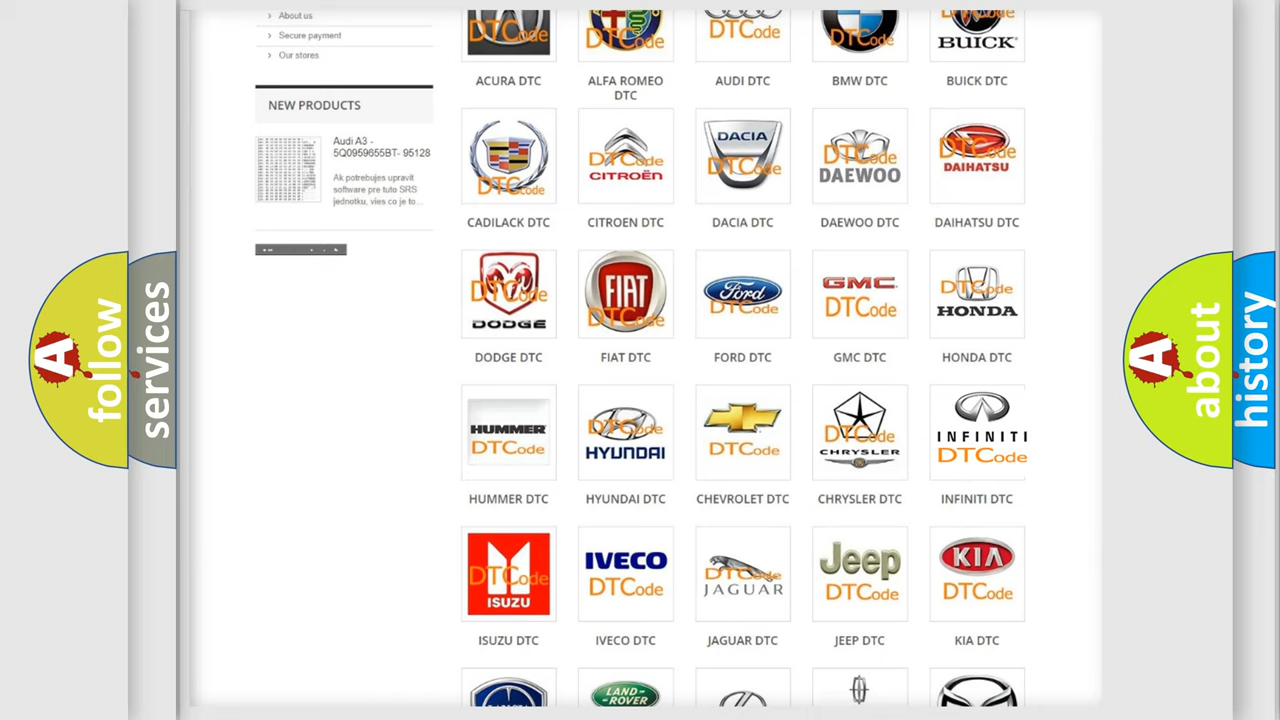 About us
Secure payment
Our stores
NEW PRODUCTS
Audi A3 -
5Q0959655BT- 95128
Ak potrebujes upravit
software pre tuto SRS
jednotku, vies co je to...
DTCode
DTCode
DTCode
DTCode
BUICK
ACURA DTC
ALFA ROMEO
DTC
AUDI DTC
BMW DTC
BUICK DTC
DTCode
DTCode
CITROËN
DACIA
DTCode
DTCode
DAEWOO
DTCode
DAIHATSU
CADILACK DTC
CITROEN DTC
DACIA DTC
DAEWOO DTC
DAIHATSU DTC
DTCode
DODGE
FIAT
DTCode
Ford
DTCode
GMC
DTCode
DTCode
HONDA
DODGE DTC
FIAT DTC
FORD DTC
GMC DTC
HONDA DTC
HUMMER
DTCode
DTCode
HYUNDAI
DTCode
DTCode
CHRYSLER
INFINITI
DTCode
HUMMER DTC
HYUNDAI DTC
CHEVROLET DTC
CHRYSLER DTC
INFINITI DTC
DTCode
ISUZU
IVECO
DTCode
DTCode
JAGUAR
Jeep
DTCode
KIA
DTCode
ISUZU DTC
IVECO DTC
JAGUAR DTC
JEEP DTC
KIA DTC
LAND-
ROVER
A
follow
services
A
about
history